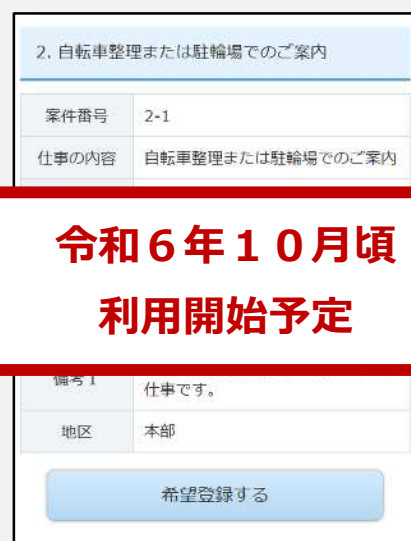 2. 自転車整理または駐輪場でのご案内
案件番号 2-1
仕事の内容 自転車整理または駐輪場でのご案内
令和６年１０月頃
利用開始予定
備考1 仕事です。
地区 本部
希望登録する